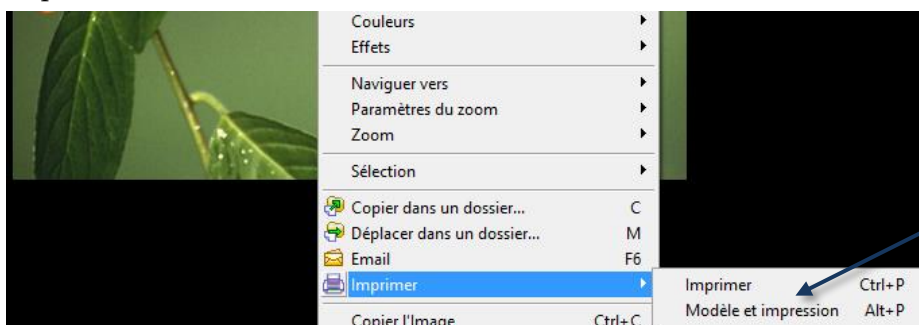 Couleurs
Effets
Naviguer vers
Paramètres du zoom
Zoom
Sélection
Copier dans un dossier... C
Déplacer dans un dossier... M
Email F6
Imprimer
Imprimer Ctrl+P
Modèle et impression Alt+P
Copier l'Image Ctrl+C